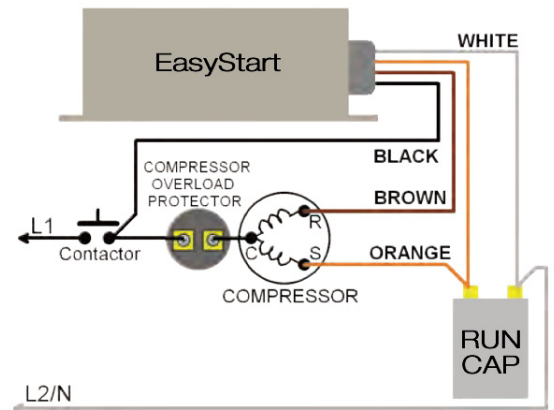 EasyStart
WHITE
BLACK
COMPRESSOR
OVERLOAD
PROTECTOR
BROWN
L1
Contactor
C
R
S
ORANGE
COMPRESSOR
RUN
CAP
L2/N